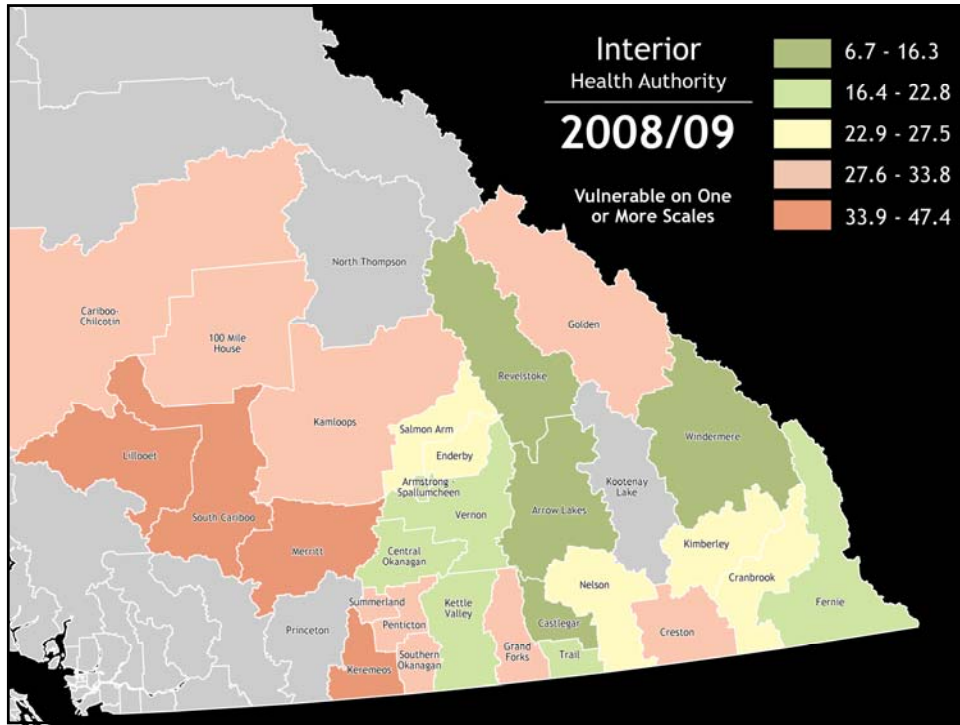 Interior
Health Authority
2008/09
Vulnerable on One
or More Scales
6.7 - 16.3
16.4 - 22.8
22.9 - 27.5
27.6 - 33.8
33.9 - 47.4
North Thompson
Cariboo-
Chilcotin
100 Mile
House
Golden
Revelstoke
Kamloops
Salmon Arm
Enderby
Windermere
Lillooet
Armstrong -
Spallumcheen
Kootenay
Lake
South Cariboo
Vernon
Arrow Lakes
Merritt
Central
Okanagan
Kimberley
Cranbrook
Nelson
Fernie
Summerland
Kettle
Valley
Princeton
Penticton
Castlegar
Creston
Grand
Forks
Southern
Okanagan
Keremeos
Trail